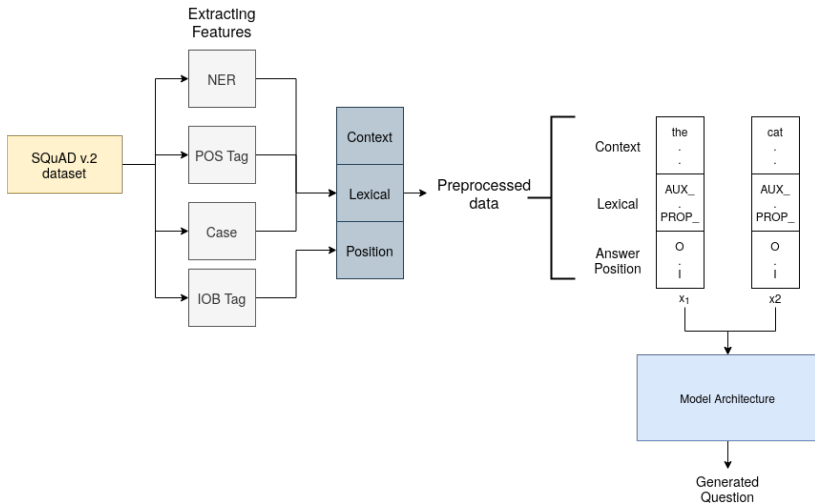 Extracting
Features
NER
SQuAD v.2
dataset
POS Tag
Case
IOB Tag
Context
Lexical
Position
Preprocessed
data
Context
Lexical
Answer
Position
the
.
.
AUX_
.
PROP_
O
.
I
x1
cat
.
.
AUX_
.
PROP_
O
.
I
x2
Model Architecture
Generated
Question